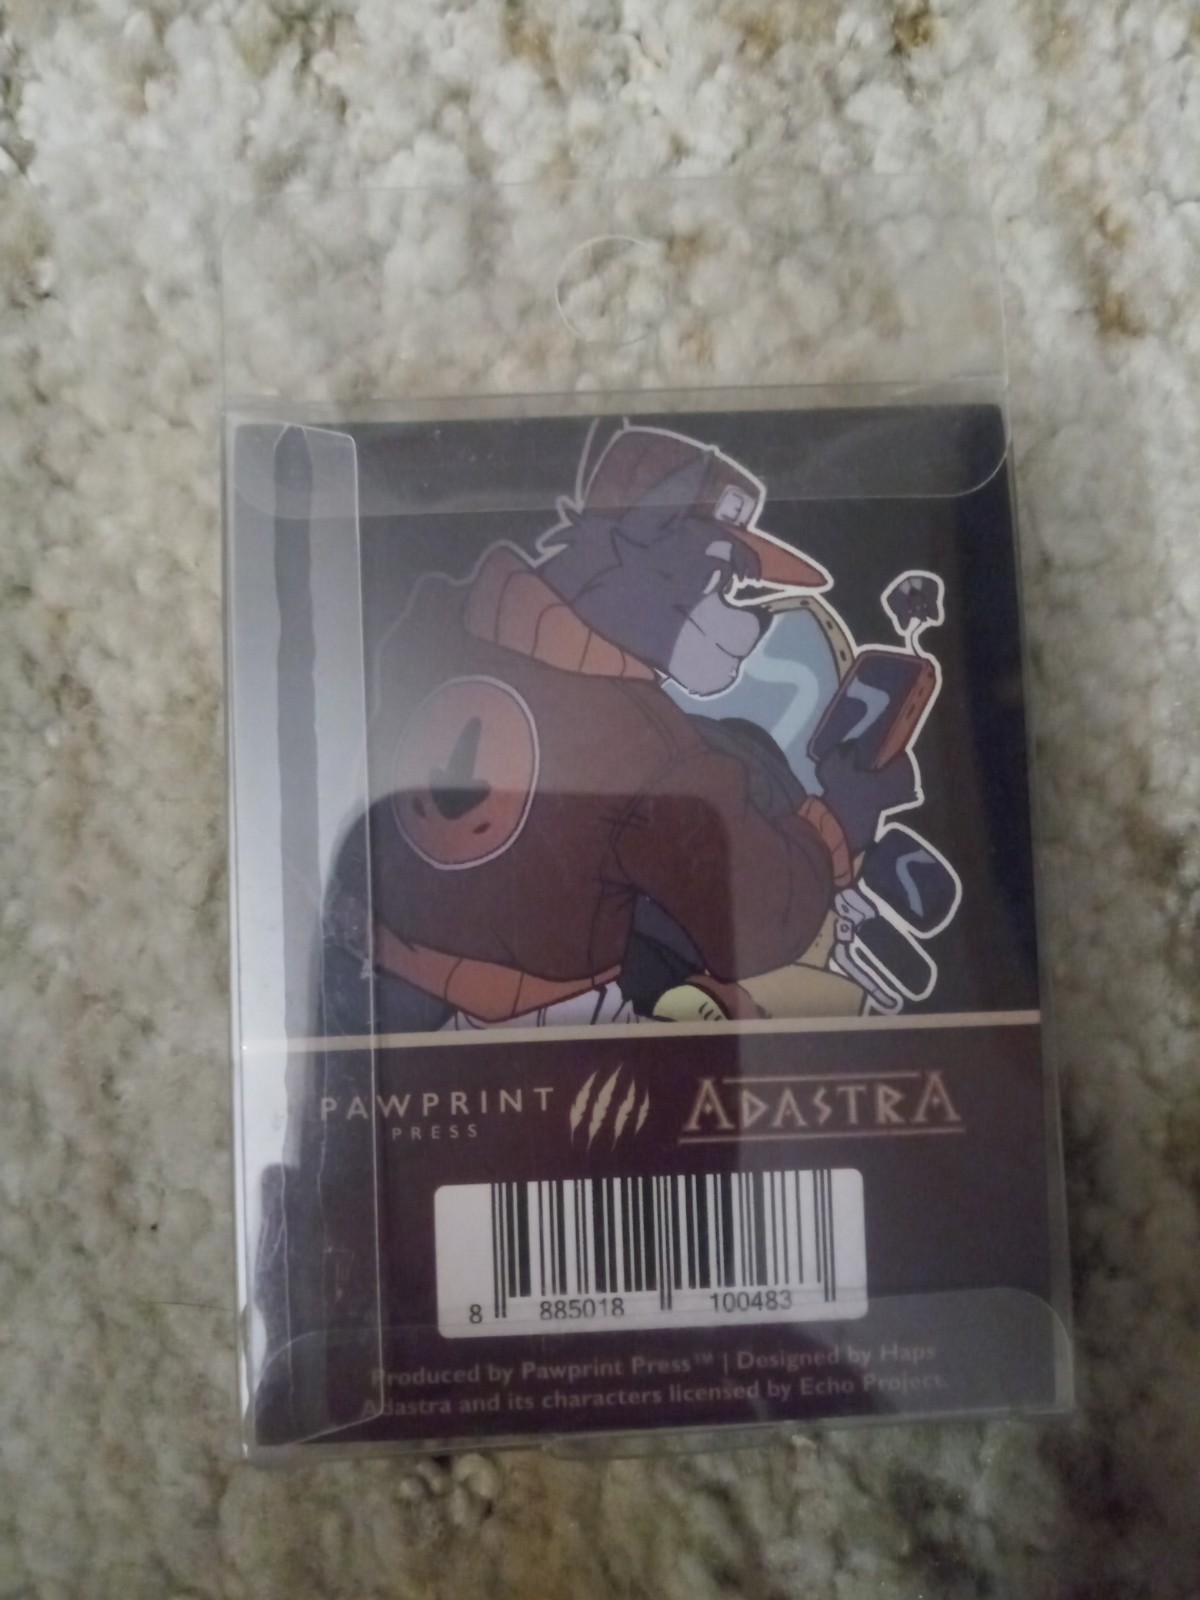 PAWPRINT
PRESS
ADASTRA
8 885018 100483
Produced by Pawprint Press™ | Designed by Haps
Adastra and its characters licensed by Echo Project.